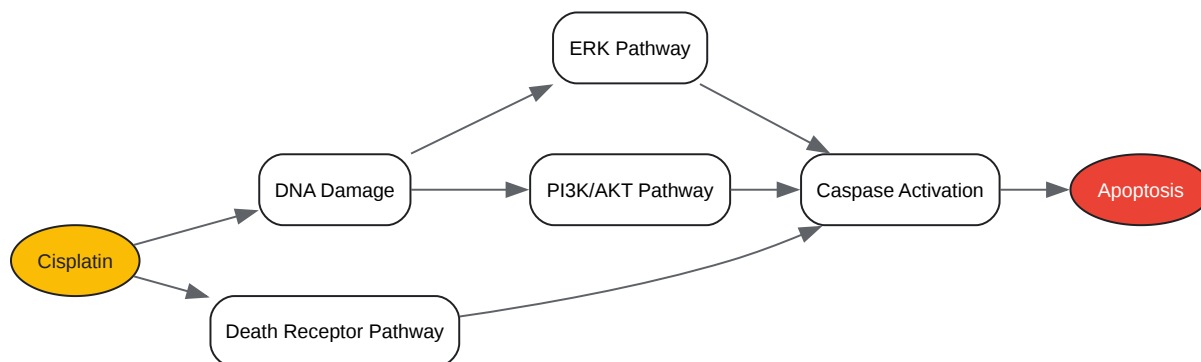 ERK Pathway
DNA Damage
PI3K/AKT Pathway
Caspase Activation
Apoptosis
Cisplatin
Death Receptor Pathway